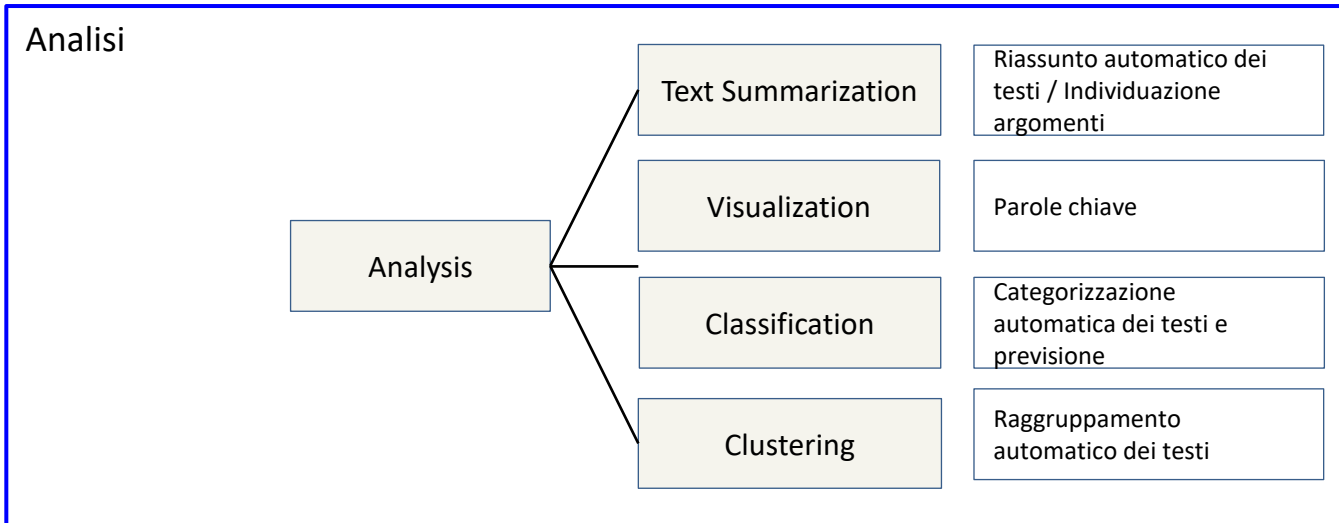 Analisi
Text Summarization
Riassunto automatico dei
testi / Individuazione
argomenti
Visualization
Parole chiave
Analysis
Classification
Categorizzazione
automatica dei testi e
previsione
Clustering
Raggruppamento
automatico dei testi